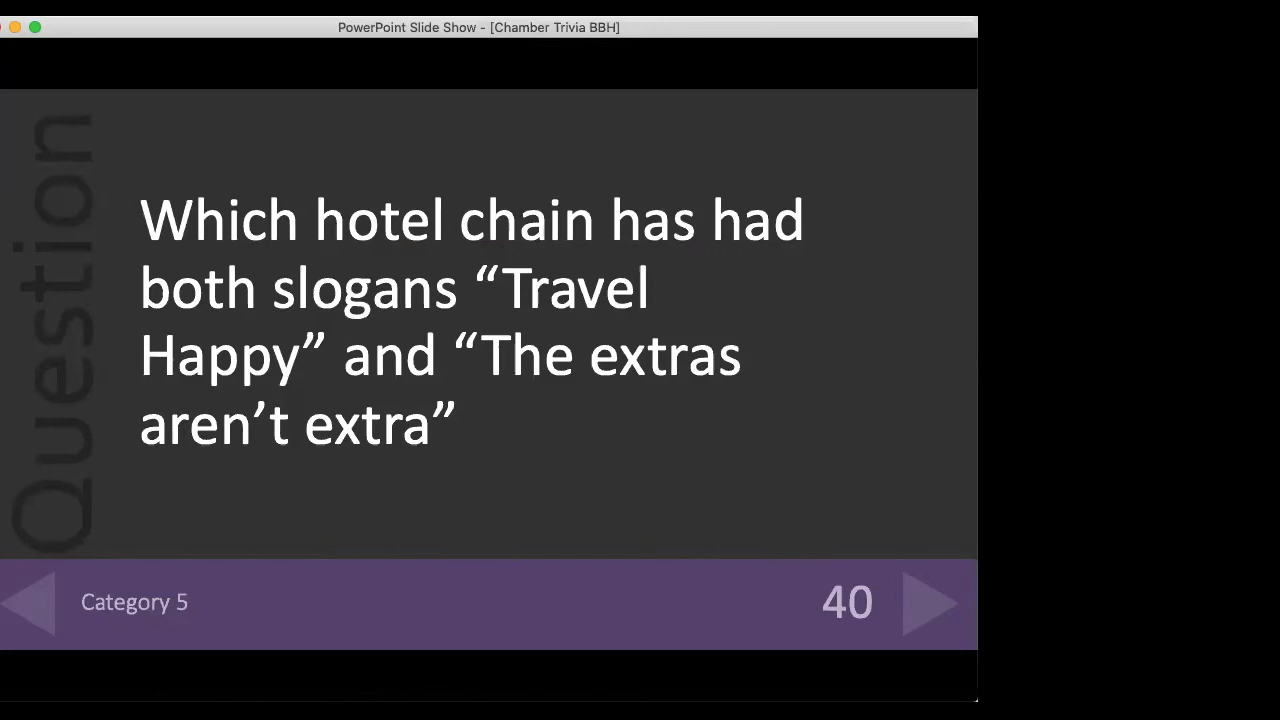 PowerPoint Slide Show - [Chamber Trivia BBH]
Question
Which hotel chain has had
both slogans “Travel
Happy” and “The extras
aren’t extra”
Category 5
40